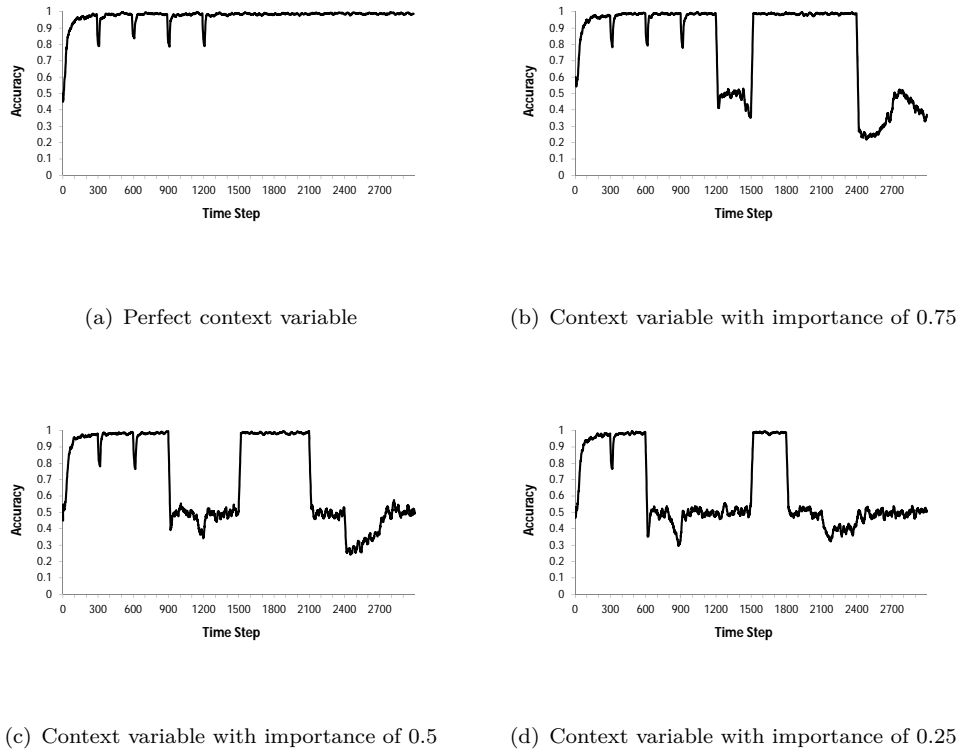 1
0.9
0.8
0.7
0.6
0.5
0.4
0.3
0.2
0.1
0
Accuracy
0 300 600 900 1200 1500 1800 2100 2400 2700
Time Step
(a) Perfect context variable
1
0.9
0.8
0.7
0.6
0.5
0.4
0.3
0.2
0.1
0
Accuracy
0 300 600 900 1200 1500 1800 2100 2400 2700
Time Step
(b) Context variable with importance of 0.75
1
0.9
0.8
0.7
0.6
0.5
0.4
0.3
0.2
0.1
0
Accuracy
0 300 600 900 1200 1500 1800 2100 2400 2700
Time Step
(c) Context variable with importance of 0.5
1
0.9
0.8
0.7
0.6
0.5
0.4
0.3
0.2
0.1
0
Accuracy
0 300 600 900 1200 1500 1800 2100 2400 2700
Time Step
(d) Context variable with importance of 0.25